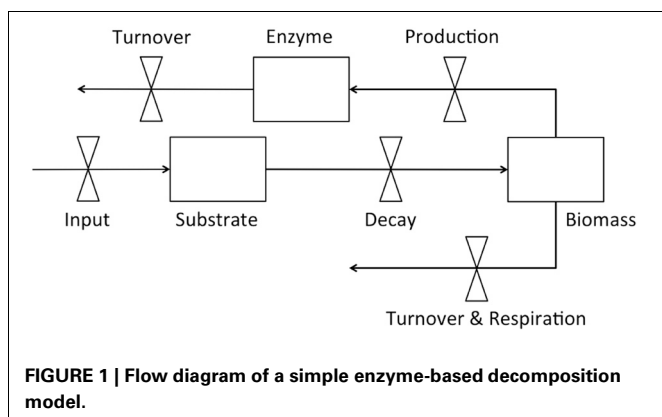 Turnover
Enzyme
Production
Input
Substrate
Decay
Biomass
Turnover & Respiration
FIGURE 1 | Flow diagram of a simple enzyme-based decomposition
model.